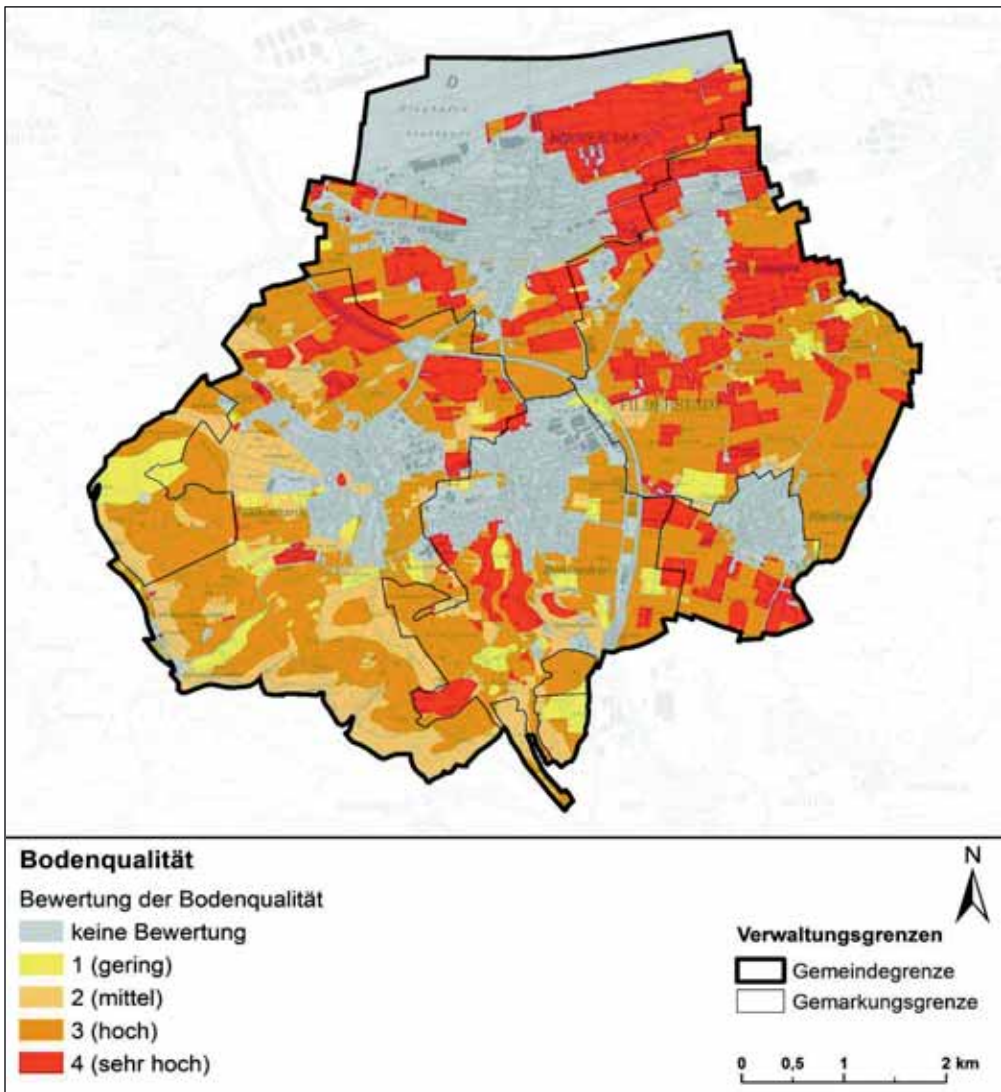 FILDERSTADT
Bodenqualität
Bewertung der Bodenqualität
keine Bewertung
1 (gering)
2 (mittel)
3 (hoch)
4 (sehr hoch)
N
Verwaltungsgrenzen
Gemeindegrenze
Gemarkungsgrenze
0 0,5 1 2 km